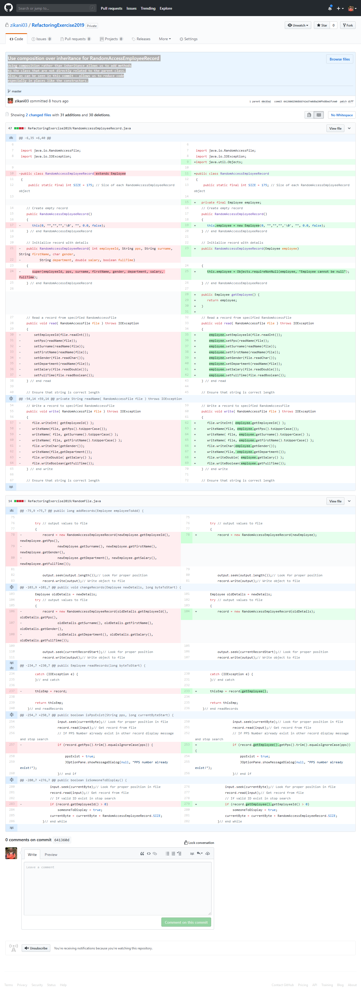 Search or jump to... /
Pull requests Issues Trending Explore
zikani03 / RefactoringExercise2019 Private
Unwatch Star 0 Fork
Code Issues 0 Pull requests 0 Projects 0 Releases More Settings
Use composition over inheritance for RandomAccessEmployeeRecord
Browse files
Using composition rather than inheritance allows us to add methods
to the class that are not directly related to the parent class.
Also, as can be seen in this commit - allows us to reduce code
especially in places like the constructors.
master
zikani03 committed 8 hours ago
1 parent 60c83a2 commit 641360d250dbbb742e37e0d8a290f4d8be1fc4e0 patch diff
Showing 2 changed files with 31 additions and 30 deletions.
No Whitespace
47 RefactoringExercise2019/RandomAccessEmployeeRecord.java View file
@@ -6,35 +6,40 @@
6 6
7 import java.io.RandomAccessFile; 7 import java.io.RandomAccessFile;
8 import java.io.IOException; 8 import java.io.IOException;
9 +import java.util.Objects;
9 10
10 -public class RandomAccessEmployeeRecord extends Employee 11 +public class RandomAccessEmployeeRecord
11 { 12 {
12 public static final int SIZE = 175; // Size of each RandomAccessEmployeeRecord 13 public static final int SIZE = 175; // Size of each RandomAccessEmployeeRecord
object object
13 14
15 + private final Employee employee;
14 // Create empty record 16 // Create empty record
15 public RandomAccessEmployeeRecord() 17 public RandomAccessEmployeeRecord()
16 { 18 {
17 - this(0, "","","",'\0', "", 0.0, false); 19 + this.employee = new Employee(0, "","","",'\0', "", 0.0, false);
18 } // end RandomAccessEmployeeRecord 20 } // end RandomAccessEmployeeRecord
19 21
20 // Initialize record with details 22 // Initialize record with details
21 - public RandomAccessEmployeeRecord( int employeeId, String pps, String surname, 23 + public RandomAccessEmployeeRecord(Employee employee)
String firstName, char gender,
22 - String department, double salary, boolean fullTime)
23 { 24 {
24 - super(employeeId, pps, surname, firstName, gender, department, salary, 25 + this.employee = Objects.requireNonNull(employee, "Employee cannot be null");
fullTime);
25 } // end RandomAccessEmployeeRecord 26 } // end RandomAccessEmployeeRecord
26 27
28 + public Employee getEmployee() {
29 + return employee;
30 + }
31 +
27 // Read a record from specified RandomAccessFile 32 // Read a record from specified RandomAccessFile
28 public void read( RandomAccessFile file ) throws IOException 33 public void read( RandomAccessFile file ) throws IOException
29 { 34 {
30 - setEmployeeId(file.readInt()); 35 + employee.setEmployeeId(file.readInt());
31 - setPps(readName(file)); 36 + employee.setPps(readName(file));
32 - setSurname(readName(file)); 37 + employee.setSurname(readName(file));
33 - setFirstName(readName(file)); 38 + employee.setFirstName(readName(file));
34 - setGender(file.readChar()); 39 + employee.setGender(file.readChar());
35 - setDepartment(readName(file)); 40 + employee.setDepartment(readName(file));
36 - setSalary(file.readDouble()); 41 + employee.setSalary(file.readDouble());
37 - setFullTime(file.readBoolean()); 42 + employee.setFullTime(file.readBoolean());
38 } // end read 43 } // end read
39 44
40 // Ensure that string is correct length 45 // Ensure that string is correct length
@@ -54,14 +59,14 @@ private String readName( RandomAccessFile file ) throws IOException
54 // Write a record to specified RandomAccessFile 59 // Write a record to specified RandomAccessFile
55 public void write( RandomAccessFile file ) throws IOException 60 public void write( RandomAccessFile file ) throws IOException
56 { 61 {
57 - file.writeInt( getEmployeeId() ); 62 + file.writeInt( employee.getEmployeeId() );
58 - writeName(file, getPps().toUpperCase()); 63 + writeName(file, employee.getPps().toUpperCase());
59 - writeName( file, getSurname().toUpperCase() ); 64 + writeName( file, employee.getSurname().toUpperCase() );
60 - writeName( file, getFirstName().toUpperCase() ); 65 + writeName( file, employee.getFirstName().toUpperCase() );
61 - file.writeChar(getGender()); 66 + file.writeChar(employee.getGender());
62 - writeName(file,getDepartment()); 67 + writeName(file, employee.getDepartment());
63 - file.writeDouble( getSalary() ); 68 + file.writeDouble( employee.getSalary() );
64 - file.writeBoolean(getFullTime()); 69 + file.writeBoolean(employee.getFullTime());
65 } // end write 70 } // end write
66 71
67 // Ensure that string is correct length 72 // Ensure that string is correct length
14 RefactoringExercise2019/RandomFile.java View file
@@ -75,9 +75,7 @@ public long addRecords(Employee employeeToAdd) {
75 75
76 try // output values to file 76 try // output values to file
77 { 77 {
78 - record = new RandomAccessEmployeeRecord(newEmployee.getEmployeeId(), 78 + record = new RandomAccessEmployeeRecord(newEmployee);
newEmployee.getPps(),
79 - newEmployee.getSurname(), newEmployee.getFirstName(),
newEmployee.getGender(),
80 - newEmployee.getDepartment(), newEmployee.getSalary(),
newEmployee.getFullTime());
81 79
82 output.seek(output.length());// Look for proper position 80 output.seek(output.length());// Look for proper position
83 record.write(output);// Write object to file 81 record.write(output);// Write object to file
@@ -103,9 +101,7 @@ public void changeRecords(Employee newDetails, long byteToStart) {
103 Employee oldDetails = newDetails; 101 Employee oldDetails = newDetails;
104 try // output values to file 102 try // output values to file
105 { 103 {
106 - record = new RandomAccessEmployeeRecord(oldDetails.getEmployeeId(), 104 + record = new RandomAccessEmployeeRecord(oldDetails);
oldDetails.getPps(),
107 - oldDetails.getSurname(), oldDetails.getFirstName(),
oldDetails.getGender(),
108 - oldDetails.getDepartment(), oldDetails.getSalary(),
oldDetails.getFullTime());
109 105
110 output.seek(currentRecordStart);// Look for proper position 106 output.seek(currentRecordStart);// Look for proper position
111 record.write(output);// Write object to file 107 record.write(output);// Write object to file
@@ -234,7 +230,7 @@ public Employee readRecords(long byteToStart) {
234 catch (IOException e) { 230 catch (IOException e) {
235 }// end catch 231 }// end catch
236 232
237 - thisEmp = record; 233 + thisEmp = record.getEmployee();
238 234
239 return thisEmp; 235 return thisEmp;
240 }// end readRecords 236 }// end readRecords
@@ -254,7 +250,7 @@ public boolean isPpsExist(String pps, long currentByteStart) {
254 input.seek(currentByte);// Look for proper position in file 250 input.seek(currentByte);// Look for proper position in file
255 record.read(input);// Get record from file 251 record.read(input);// Get record from file
256 // If PPS Number already exist in other record display message 252 // If PPS Number already exist in other record display message
and stop search and stop search
257 - if (record.getPps().trim().equalsIgnoreCase(pps)) { 253 + if (record.getEmployee().getPps().trim().equalsIgnoreCase(pps))
{
258 ppsExist = true; 254 ppsExist = true;
259 JOptionPane.showMessageDialog(null, "PPS number already 255 JOptionPane.showMessageDialog(null, "PPS number already
exist!"); exist!");
260 }// end if 256 }// end if
@@ -280,7 +276,7 @@ public boolean isSomeoneToDisplay() {
280 input.seek(currentByte);// Look for proper position in file 276 input.seek(currentByte);// Look for proper position in file
281 record.read(input);// Get record from file 277 record.read(input);// Get record from file
282 // If valid ID exist in stop search 278 // If valid ID exist in stop search
283 - if (record.getEmployeeId() > 0) 279 + if (record.getEmployee().getEmployeeId() > 0)
284 someoneToDisplay = true; 280 someoneToDisplay = true;
285 currentByte = currentByte + RandomAccessEmployeeRecord.SIZE; 281 currentByte = currentByte + RandomAccessEmployeeRecord.SIZE;
286 }// end while 282 }// end while
0 comments on commit 641360d
Lock conversation
Write Preview
Leave a comment
Comment on this commit
Unsubscribe You're receiving notifications because you're watching this repository.
Terms Privacy Security Status Help
Contact GitHub Pricing API Training Blog About